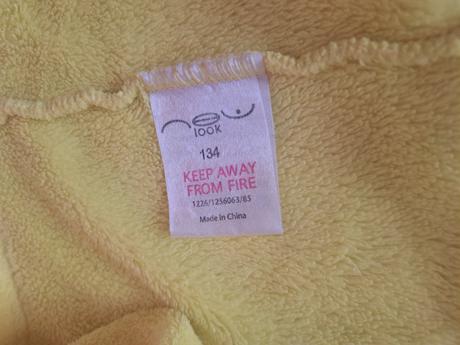 new
look
134
KEEP AWAY
FROM FIRE
1226/1256063/85
Made in China